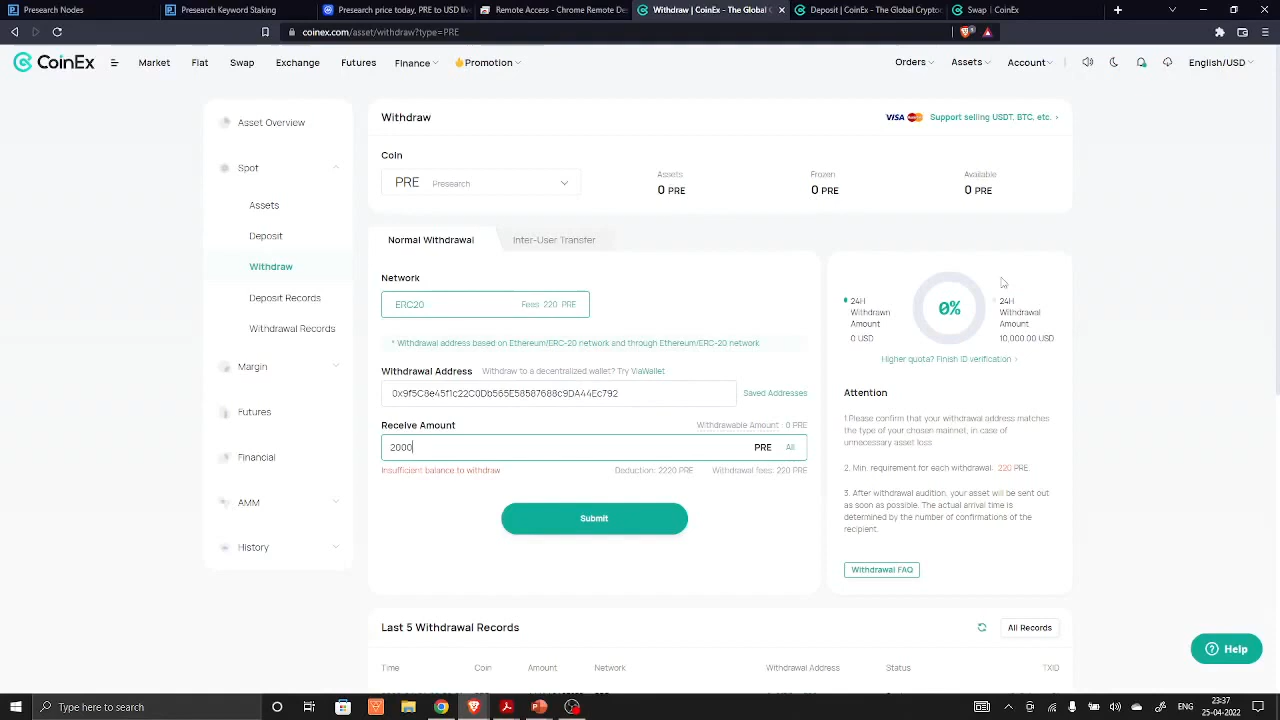 Presearch Nodes
Presearch Keyword Staking
Presearch price today, PRE to USD live
Remote Access - Chrome Remote Des
Withdraw | CoinEx - The Global C
Deposit | CoinEx - The Global Crypto
Swap | CoinEx
coinex.com/asset/withdraw?type=PRE
CoinEx
Market
Fiat
Swap
Exchange
Futures
Finance
Promotion
Orders
Assets
Account
English/USD
Asset Overview
Spot
Assets
Deposit
Withdraw
Deposit Records
Withdrawal Records
Margin
Futures
Financial
AMM
History
Withdraw
VISA
Support selling USDT, BTC, etc. >
Coin
PRE Presearch
Assets
0 PRE
Frozen
0 PRE
Available
0 PRE
Normal Withdrawal
Inter-User Transfer
Network
ERC20
Fees: 220 PRE
* Withdrawal address based on Ethereum/ERC-20 network and through Ethereum/ERC-20 network
Withdrawal Address
Withdraw to a decentralized wallet? Try ViaWallet
0x9f5C8e45f1c22C0Db565E58587688c9DA44Ec792
Saved Addresses
Receive Amount
Withdrawable Amount : 0 PRE
2000
PRE
All
Insufficient balance to withdraw
Deduction: 2220 PRE
Withdrawal fees: 220 PRE
Submit
24H
Withdrawn
Amount
0 USD
0%
24H
Withdrawal
Amount
10,000.00 USD
Higher quota? Finish ID verification >
Attention
1.Please confirm that your withdrawal address matches
the type of your chosen mainnet, in case of
unnecessary asset loss.
2. Min. requirement for each withdrawal: 220 PRE.
3. After withdrawal audition, your asset will be sent out
as soon as possible. The actual arrival time is
determined by the number of confirmations of the
recipient.
Withdrawal FAQ
Last 5 Withdrawal Records
All Records
Time
Coin
Amount
Network
Withdrawal Address
Status
TXID
Help
Type here to search
23:37
25-04-2022